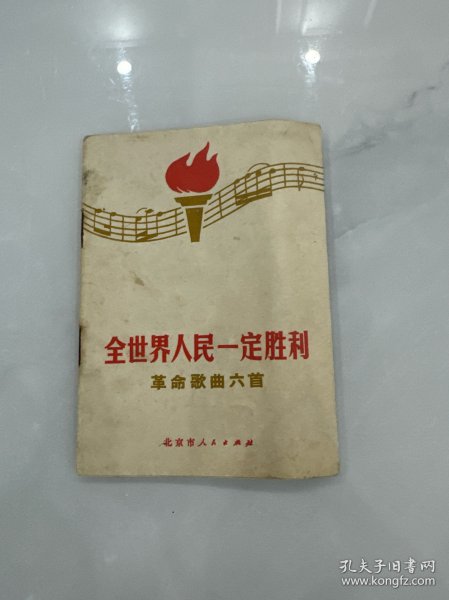 全世界人民一定胜利
革命歌曲六首
北京市人民出版社
孔夫子旧书网
www.kongfz.com